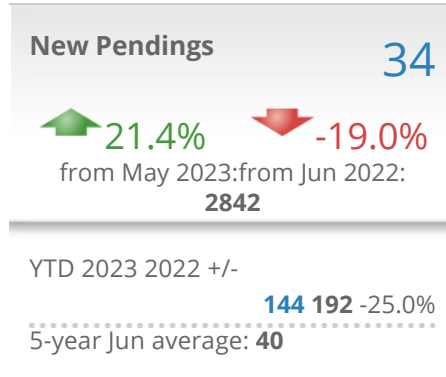 New Pendings
34
21.4% -19.0%
from May 2023:from Jun 2022:
2842
YTD 2023 2022 +/-
144 192 -25.0%
5-year Jun average: 40